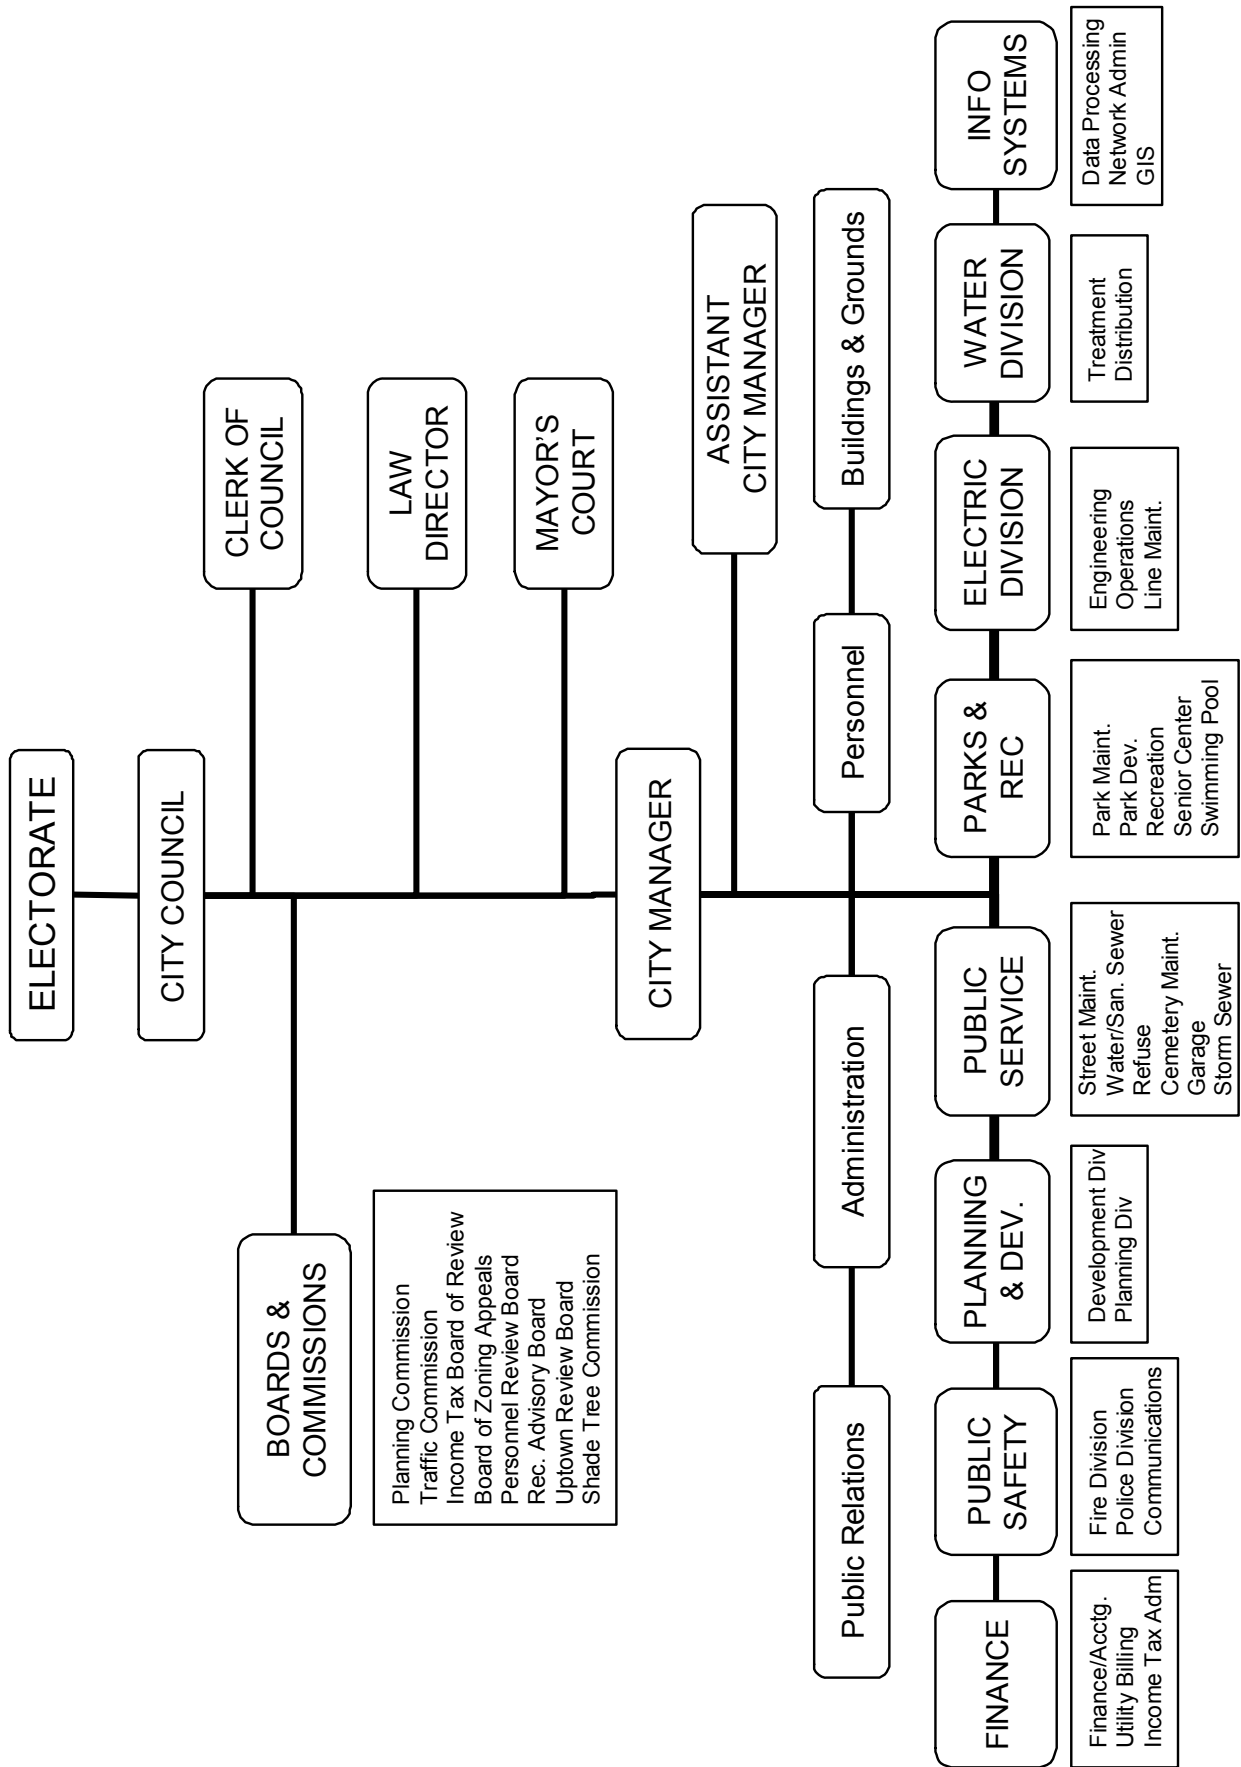 ELECTORATE
CITY COUNCIL
CLERK OF
COUNCIL
BOARDS &
COMMISSIONS
Planning Commission
Traffic Commission
Income Tax Board of Review
Board of Zoning Appeals
Personnel Review Board
Rec. Advisory Board
Uptown Review Board
Shade Tree Commission
LAW
DIRECTOR
MAYOR'S
COURT
CITY MANAGER
ASSISTANT
CITY MANAGER
Public Relations
Administration
Personnel
Buildings & Grounds
FINANCE
Finance/Acctg.
Utility Billing
Income Tax Adm
PUBLIC
SAFETY
Fire Division
Police Division
Communications
PLANNING
& DEV.
Development Div
Planning Div
PUBLIC
SERVICE
Street Maint.
Water/San. Sewer
Refuse
Cemetery Maint.
Garage
Storm Sewer
PARKS &
REC
Park Maint.
Park Dev.
Recreation
Senior Center
Swimming Pool
ELECTRIC
DIVISION
Engineering
Operations
Line Maint.
WATER
DIVISION
Treatment
Distribution
INFO
SYSTEMS
Data Processing
Network Admin
GIS